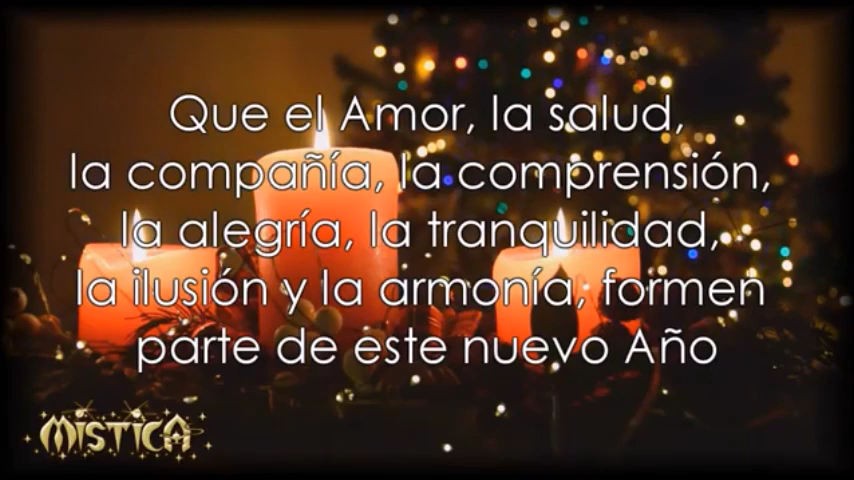 Que el Amor, la salud,
la compañía, la comprensión,
la alegría, la tranquilidad,
la ilusión y la armonía, formen
parte de este nuevo Año
MISTICA